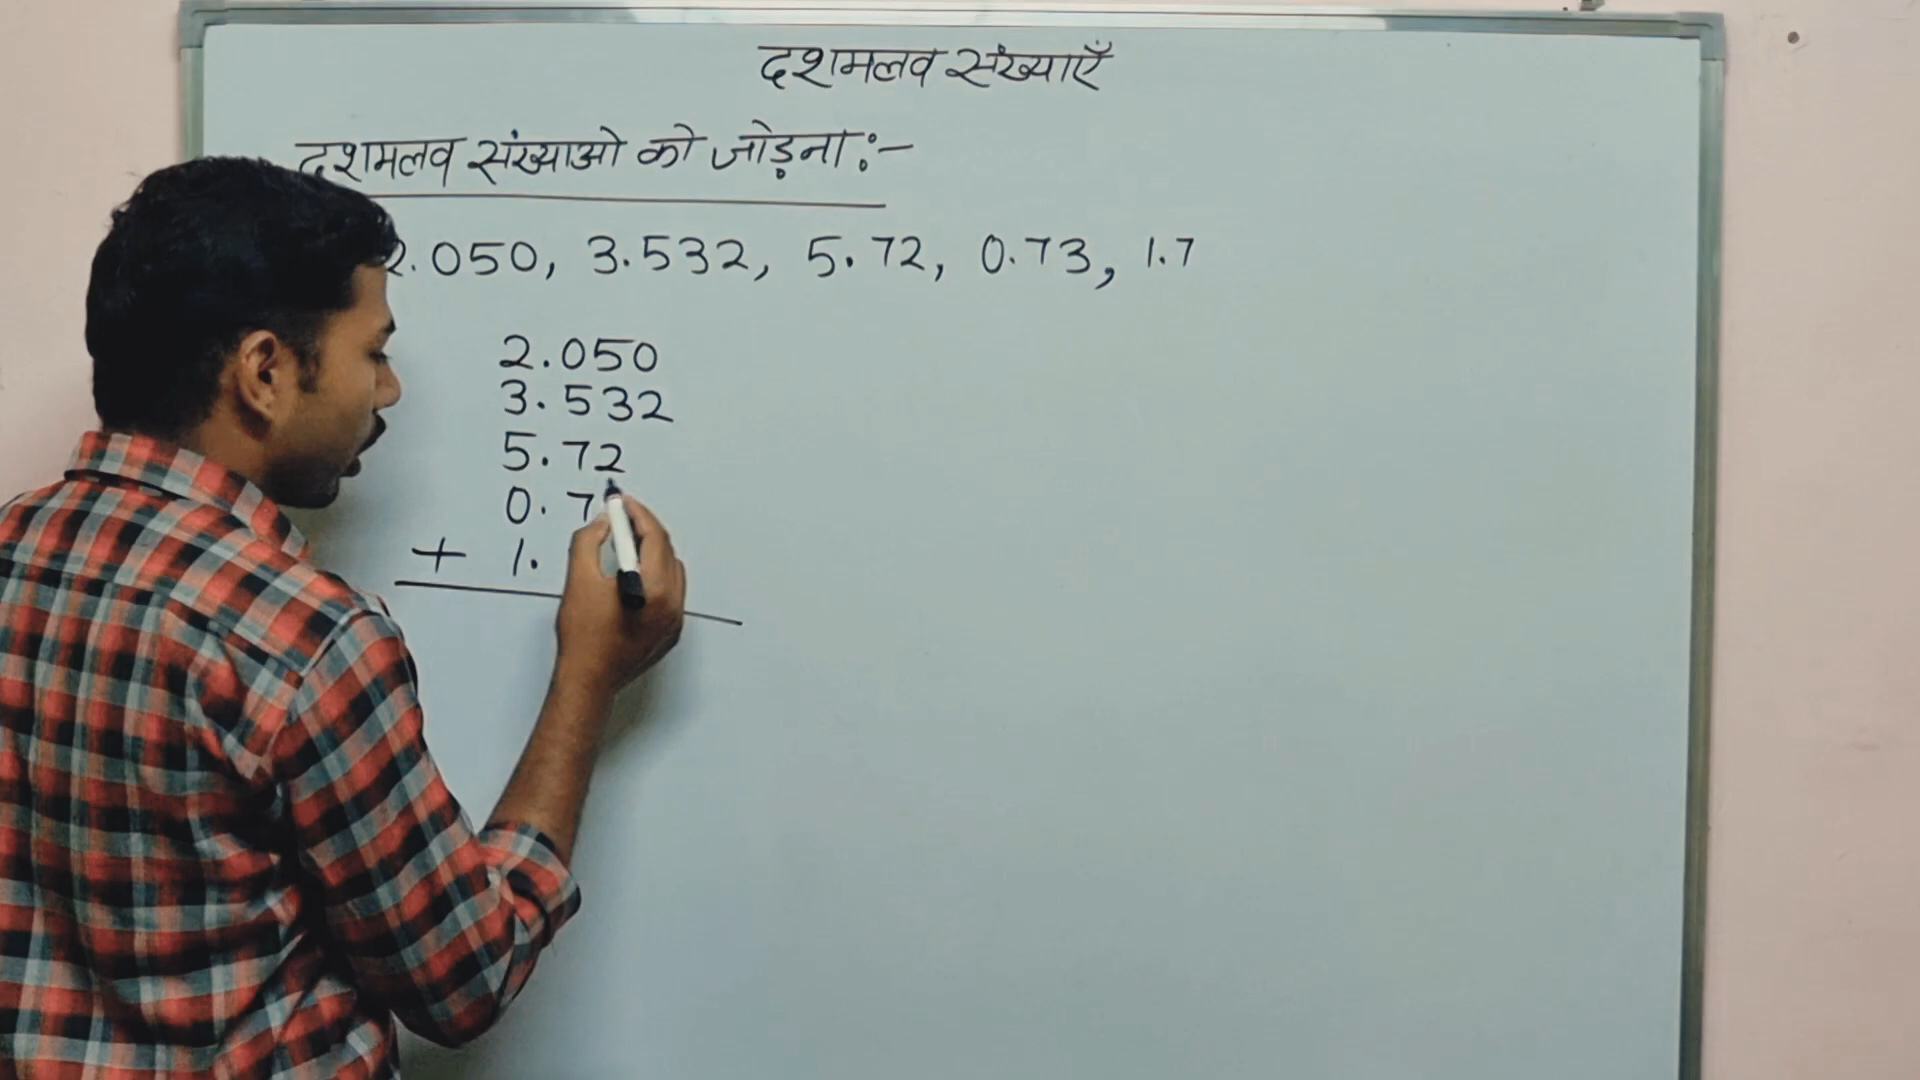 दशमलव संख्याएँ
दशमलव संख्याओ को जोड़ना :-
2.050, 3.532, 5.72, 0.73, 1.7
2.050
3.532
5.72
0.7
+ 1.